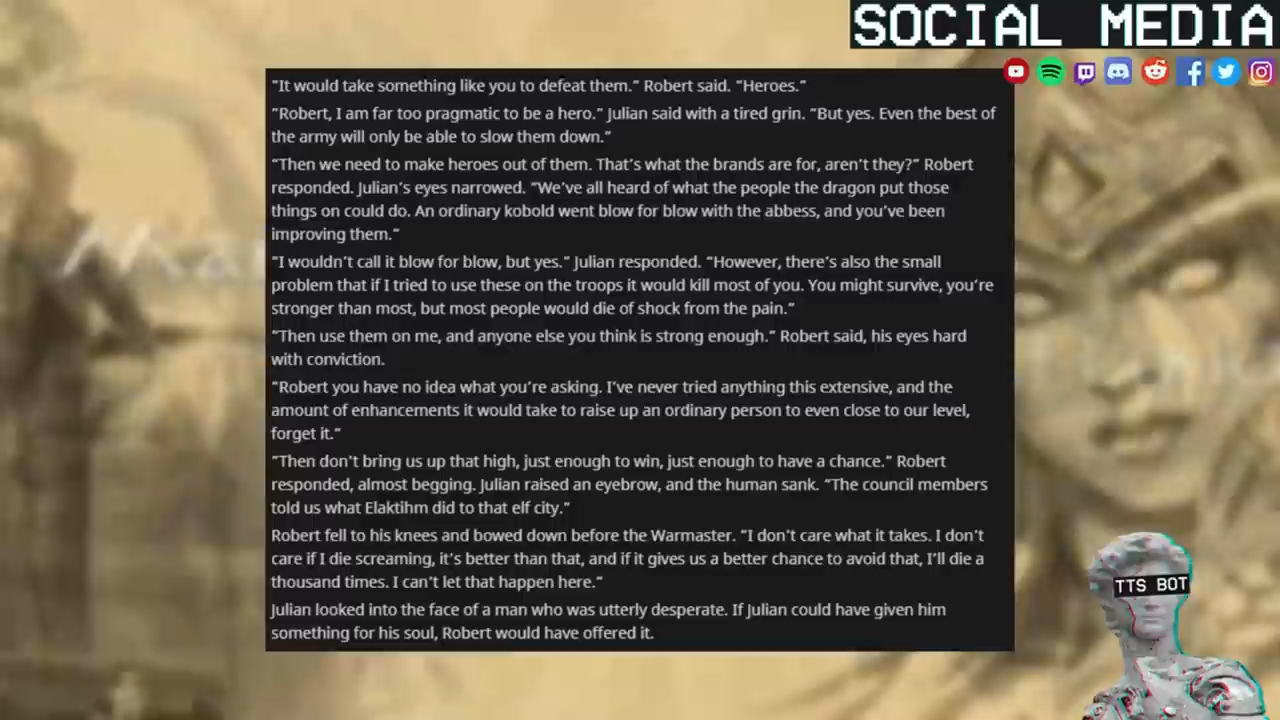 SOCIAL MEDIA
“It would take something like you to defeat them.” Robert said. “Heroes.”
“Robert, I am far too pragmatic to be a hero.” Julian said with a tired grin. “But yes. Even the best of
the army will only be able to slow them down.”
“Then we need to make heroes out of them. That’s what the brands are for, aren’t they?” Robert
responded. Julian’s eyes narrowed. “We’ve all heard of what the people the dragon put those
things on could do. An ordinary kobold went blow for blow with the abbess, and you’ve been
improving them.”
“I wouldn’t call it blow for blow, but yes.” Julian responded. “However, there’s also the small
problem that if I tried to use these on the troops it would kill most of you. You might survive, you’re
stronger than most, but most people would die of shock from the pain.”
“Then use them on me, and anyone else you think is strong enough.” Robert said, his eyes hard
with conviction.
“Robert you have no idea what you’re asking. I’ve never tried anything this extensive, and the
amount of enhancements it would take to raise up an ordinary person to even close to our level,
forget it.”
“Then don’t bring us up that high, just enough to win, just enough to have a chance.” Robert
responded, almost begging. Julian raised an eyebrow, and the human sank. “The council members
told us what Elaktihm did to that elf city.”
Robert fell to his knees and bowed down before the Warmaster. “I don’t care what it takes. I don’t
care if I die screaming, it’s better than that, and if it gives us a better chance to avoid that, I’ll die a
thousand times. I can’t let that happen here.”
Julian looked into the face of a man who was utterly desperate. If Julian could have given him
something for his soul, Robert would have offered it.
TTS BOT